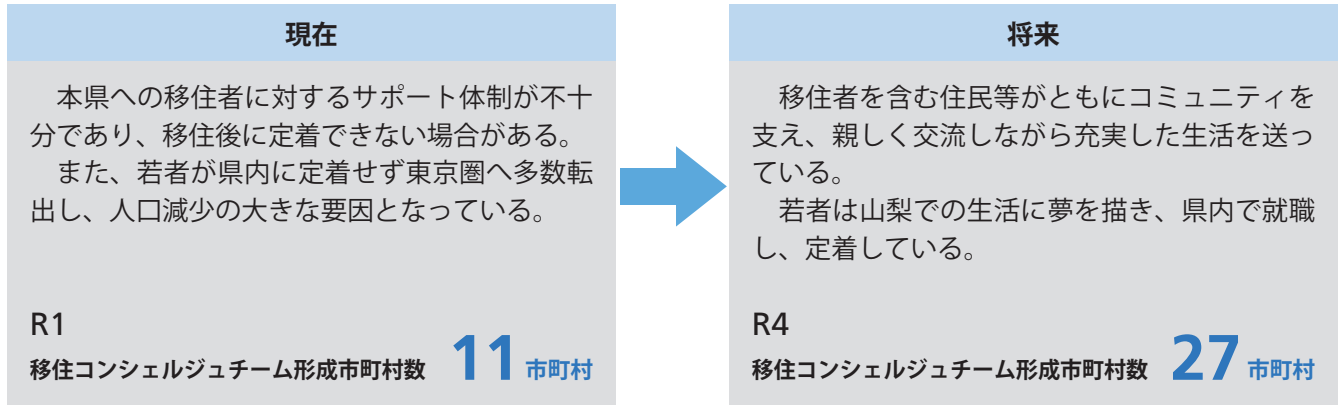 現在
本県への移住者に対するサポート体制が不十
分であり、移住後に定着できない場合がある。
また、若者が県内に定着せず東京圏へ多数転
出し、人口減少の大きな要因となっている。
R1
移住コンシェルジュチーム形成市町村数 11 市町村
将来
移住者を含む住民等がともにコミュニティを
支え、親しく交流しながら充実した生活を送っ
ている。
若者は山梨での生活に夢を描き、県内で就職
し、定着している。
R4
移住コンシェルジュチーム形成市町村数 27 市町村